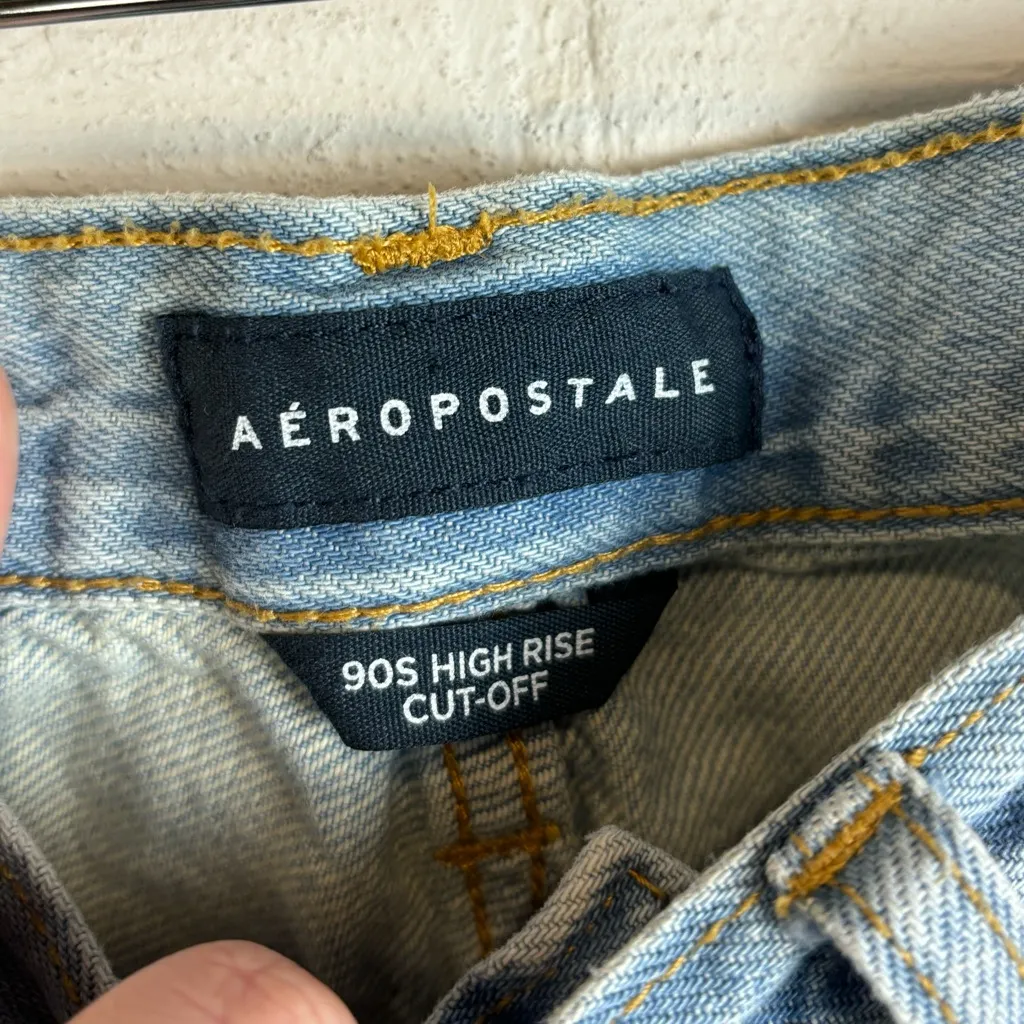 AÉROPOSTALE
90S HIGH RISE
CUT-OFF